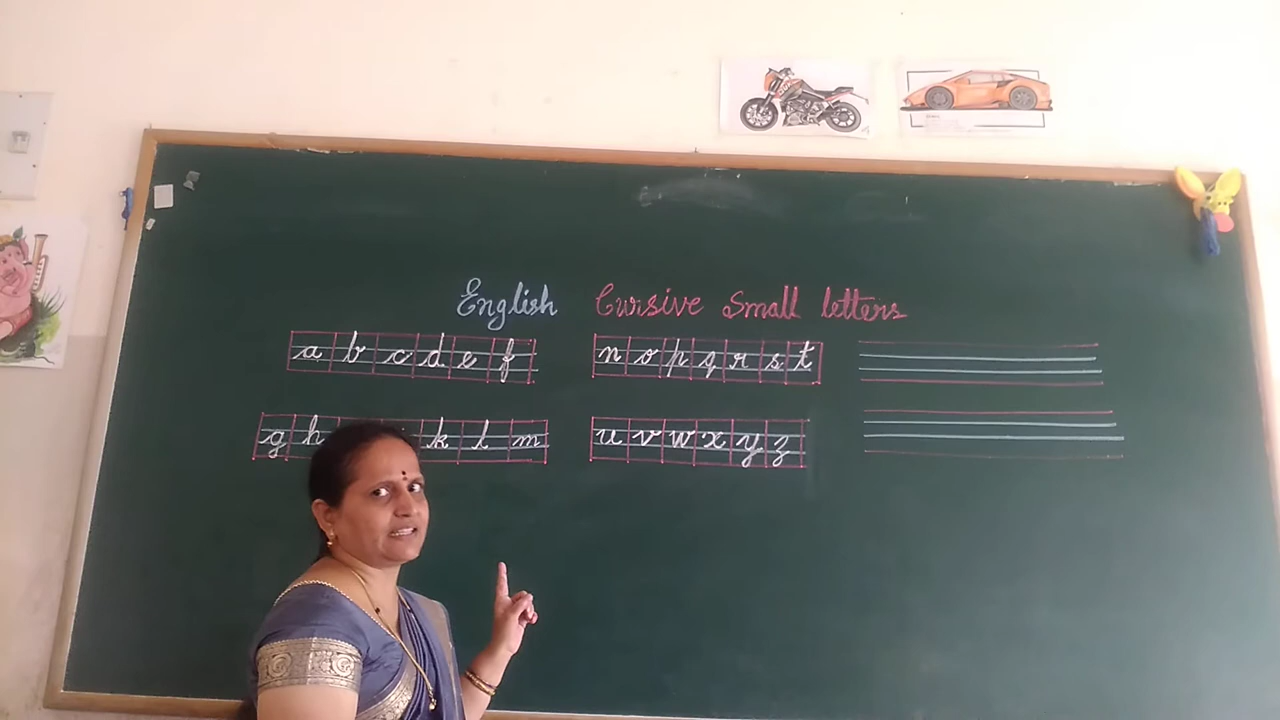 English Cursive Small letters
a b c d e f
n o p q r s t
g h k l m
u v w x y z